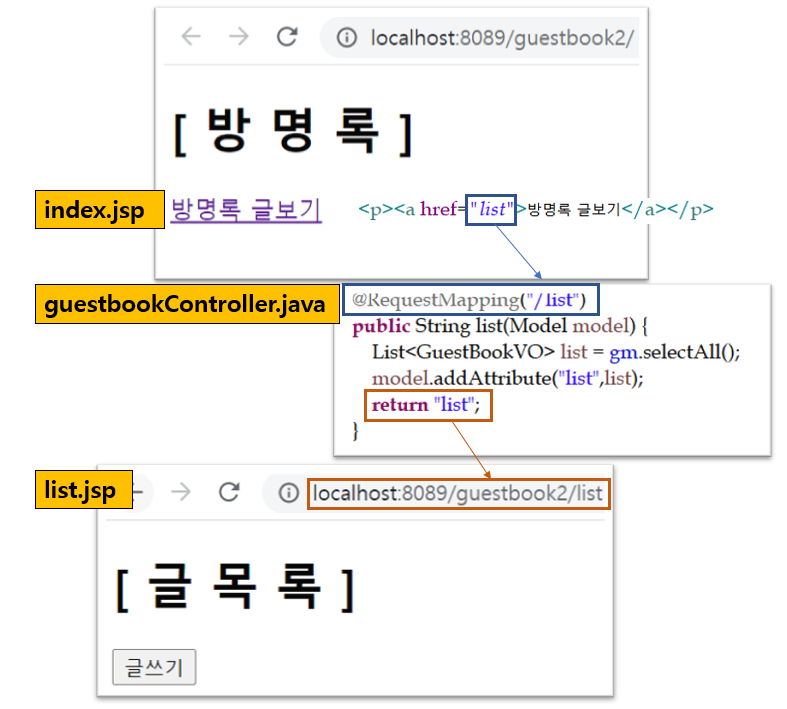 localhost:8089/guestbook2/
[ 방 명 록 ]
index.jsp
방명록 글보기
<p><a href="list">방명록 글보기</a></p>
guestbookController.java
@RequestMapping("/list")
public String list(Model model) {
List<GuestBookVO> list = gm.selectAll();
model.addAttribute("list",list);
return "list";
}
list.jsp
localhost:8089/guestbook2/list
[ 글 목 록 ]
글쓰기